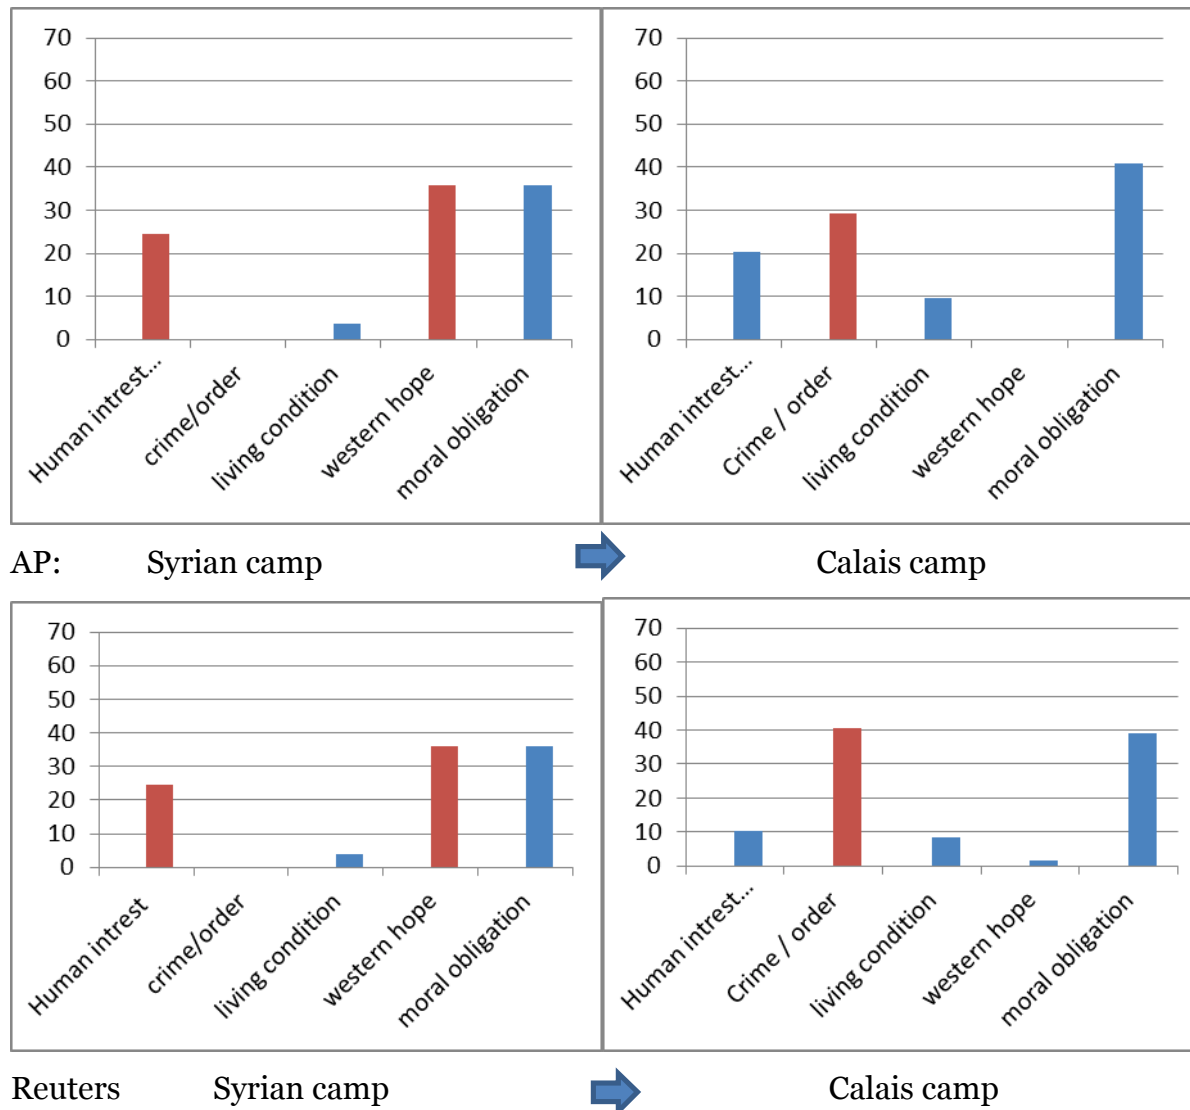 70
60
50
40
30
20
10
0
Human intrest...
crime/order
living condition
western hope
moral obligation
70
60
50
40
30
20
10
0
Human intrest...
Crime / order
living condition
western hope
moral obligation
AP: Syrian camp Calais camp
70
60
50
40
30
20
10
0
Human intrest
crime/order
living condition
western hope
moral obligation
70
60
50
40
30
20
10
0
Human intrest...
Crime / order
living condition
western hope
moral obligation
Reuters Syrian camp Calais camp